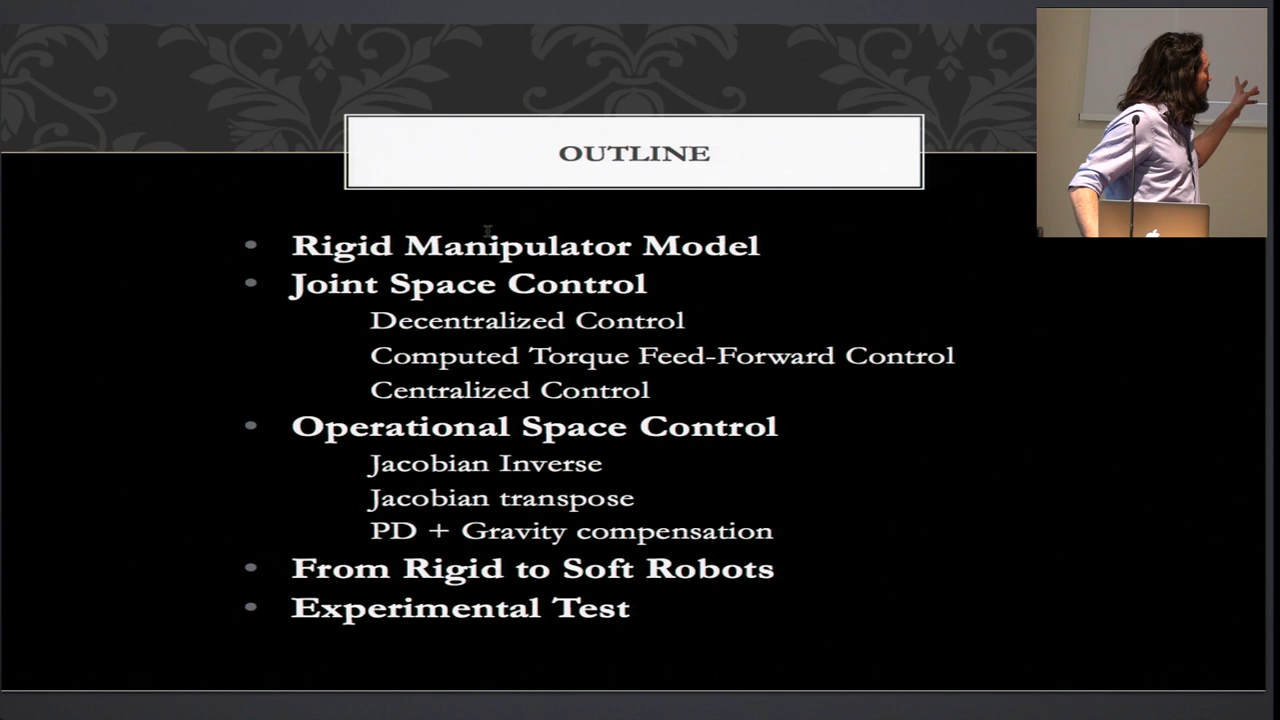 OUTLINE
• Rigid Manipulator Model
• Joint Space Control
Decentralized Control
Computed Torque Feed-Forward Control
Centralized Control
• Operational Space Control
Jacobian Inverse
Jacobian transpose
PD + Gravity compensation
• From Rigid to Soft Robots
• Experimental Test